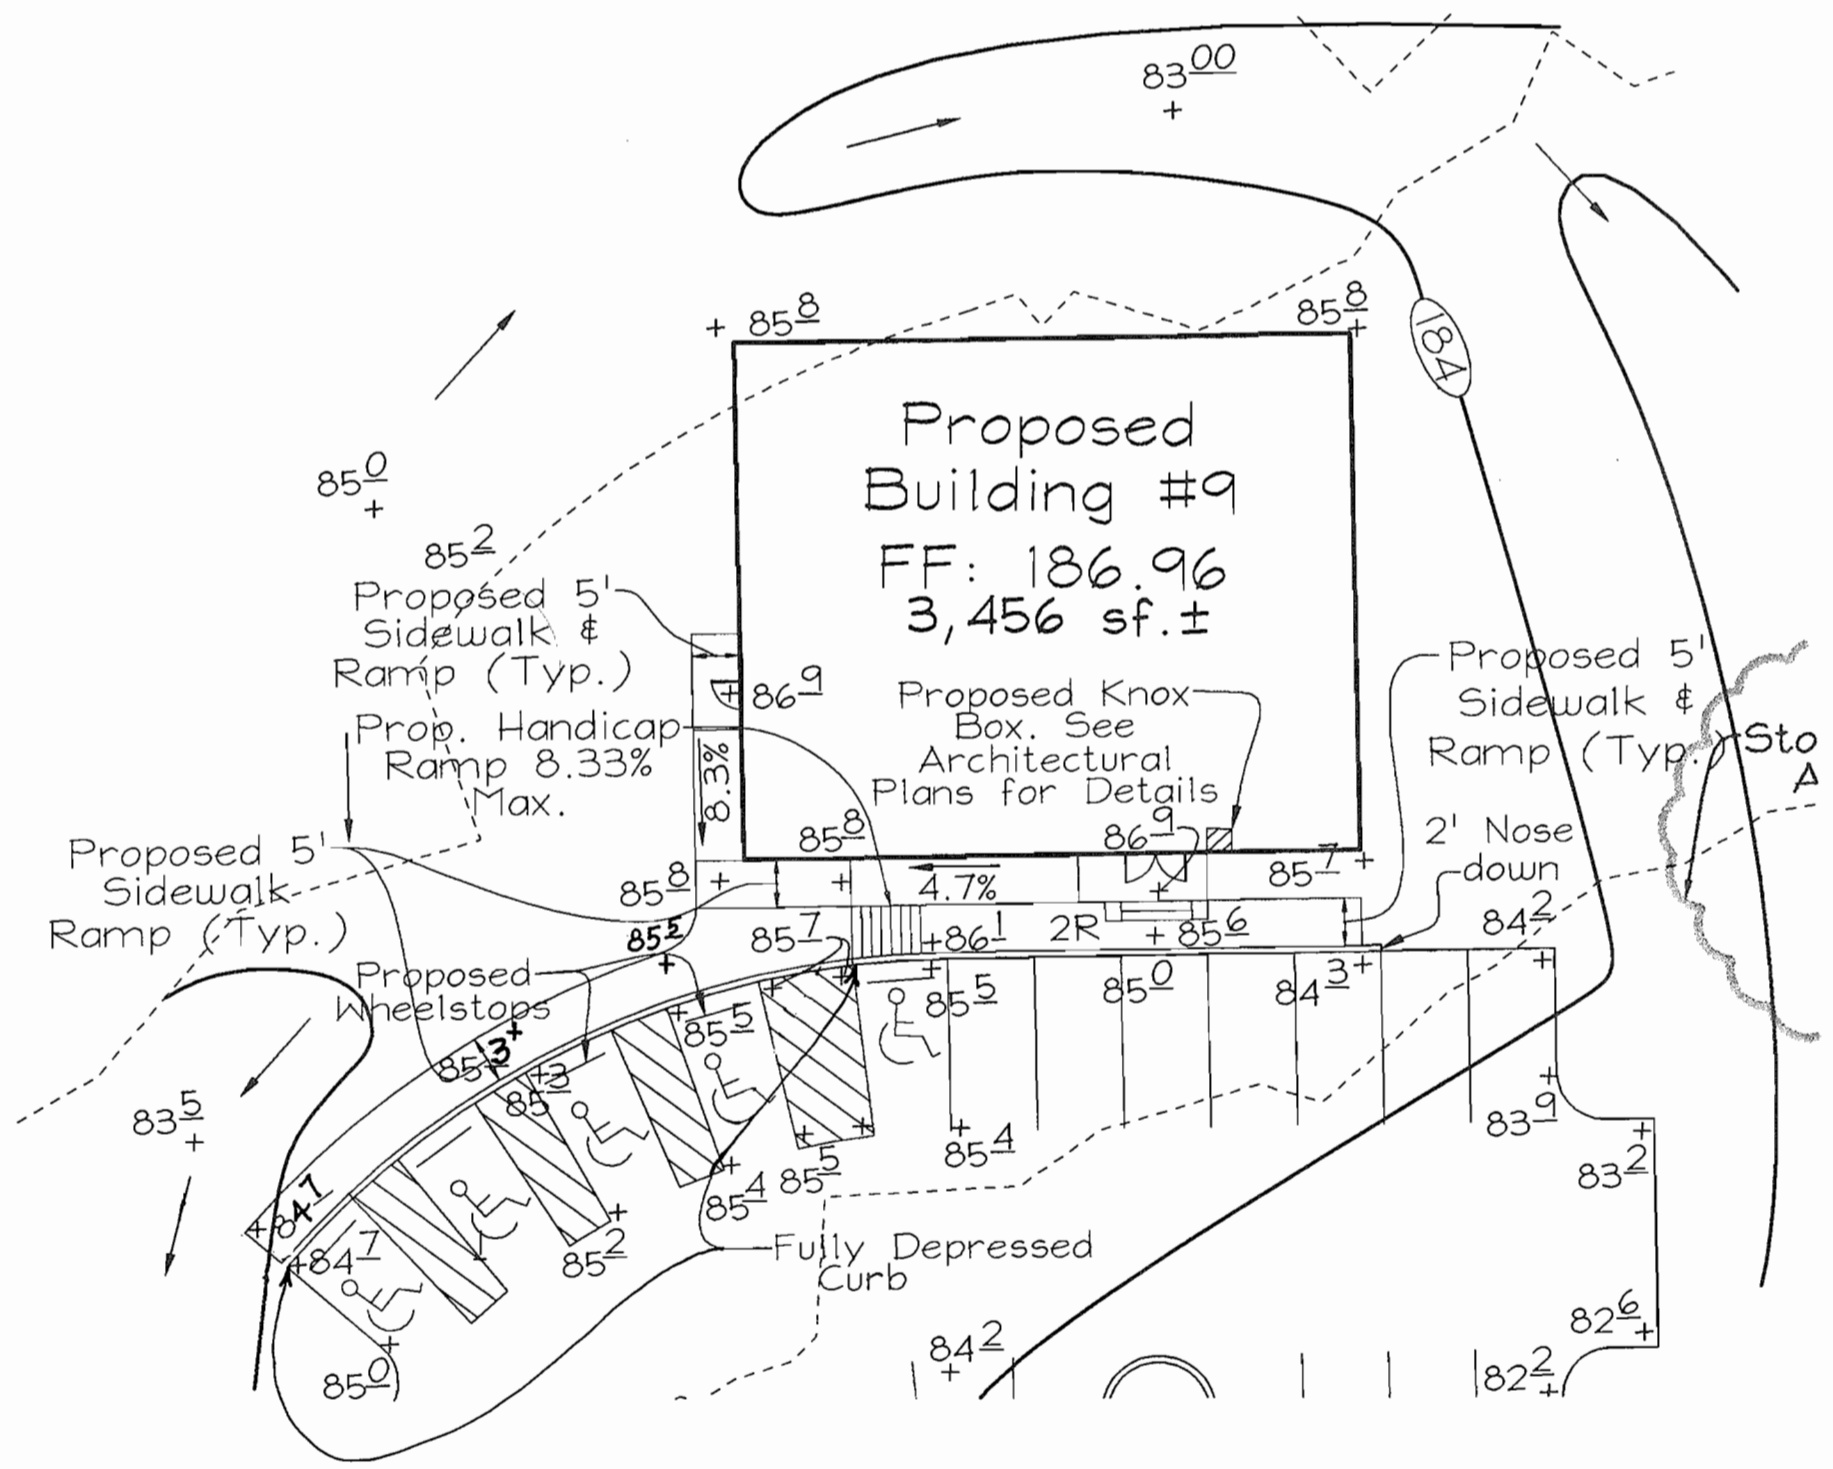 83 00
85 8
85 8
184
Proposed
Building #9
FF: 186.96
3,456 sf.±
85 0
85 2
Proposed 5'
Sidewalk &
Ramp (Typ.)
86 9
Prop. Handicap
Ramp 8.33%
Max.
8.3%
Proposed Knox
Box. See
Architectural
Plans for Details
Proposed 5'
Sidewalk &
Ramp (Typ.)
Sto
A
2' Nose
down
Proposed 5'
Sidewalk
Ramp (Typ.)
85 8
86 9
85 7
85 8
4.7%
84 2
85 5
85 7
86 1
2R
85 6
Proposed
Wheelstops
85 5
85 0
84 3
85 5
85 3
85 3
83 5
83 9
83 2
85 4
85 5
85 4
84 7
84 7
85 2
Fully Depressed
Curb
85 0
84 2
82 6
82 2